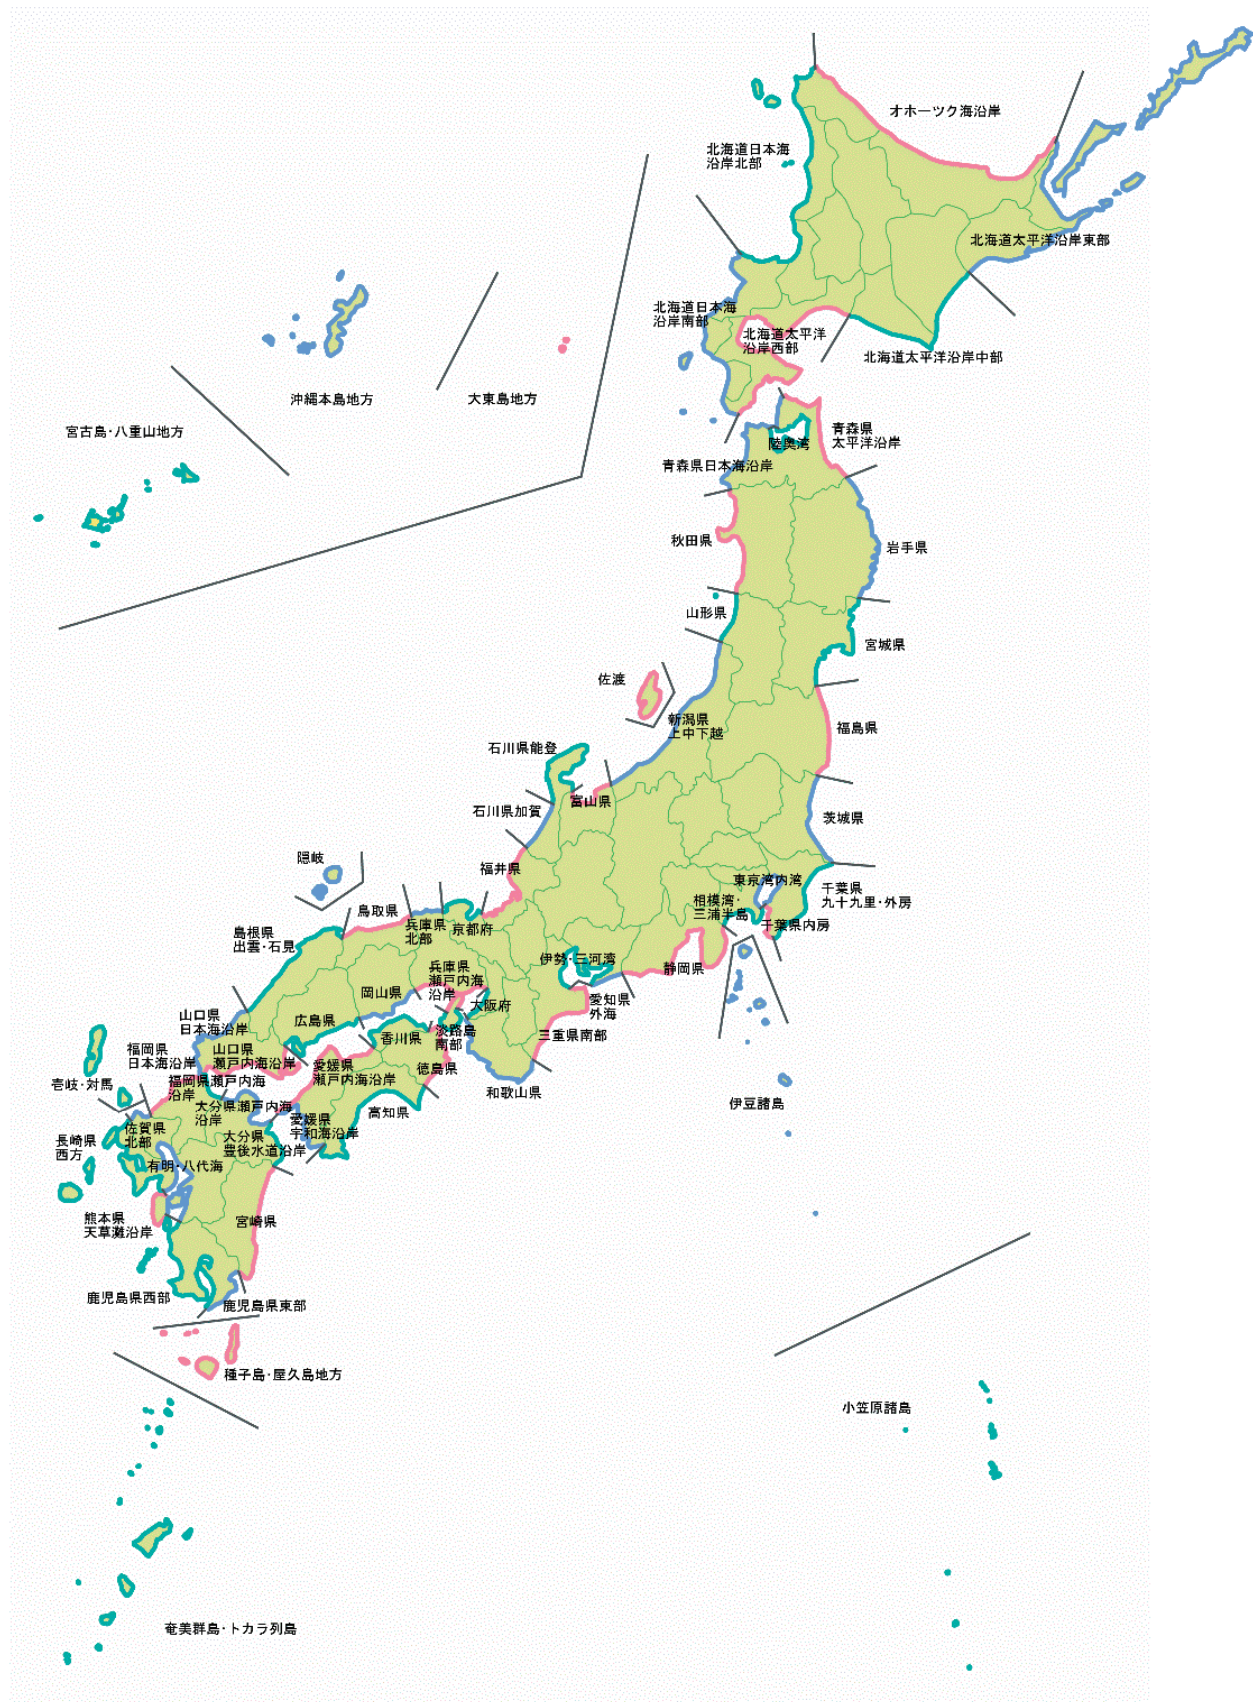 オホーツク海沿岸
北海道日本海
沿岸北部
北海道太平洋沿岸東部
北海道日本海
沿岸南部
北海道太平洋
沿岸西部
北海道太平洋沿岸中部
沖縄本島地方
大東島地方
宮古島・八重山地方
青森県
太平洋沿岸
陸奥湾
青森県日本海沿岸
秋田県
岩手県
山形県
宮城県
佐渡
新潟県
上中下越
福島県
石川県能登
富山県
石川県加賀
茨城県
隠岐
福井県
東京湾内湾
千葉県
九十九里・外房
相模湾・
三浦半島
千葉県内房
鳥取県
兵庫県
北部
京都府
島根県
出雲・石見
伊勢・三河湾
静岡県
兵庫県
瀬戸内海
沿岸
岡山県
大阪府
愛知県
外海
山口県
日本海沿岸
広島県
香川県
淡路島
南部
三重県南部
福岡県
日本海沿岸
山口県
瀬戸内海沿岸
愛媛県
瀬戸内海沿岸
徳島県
和歌山県
壱岐・対馬
福岡県瀬戸内海
沿岸
大分県瀬戸内海
沿岸
高知県
伊豆諸島
愛媛県
宇和海沿岸
佐賀県
北部
大分県
豊後水道沿岸
長崎県
西方
有明・八代海
熊本県
天草灘沿岸
宮崎県
鹿児島県西部
鹿児島県東部
種子島・屋久島地方
小笠原諸島
奄美群島・トカラ列島